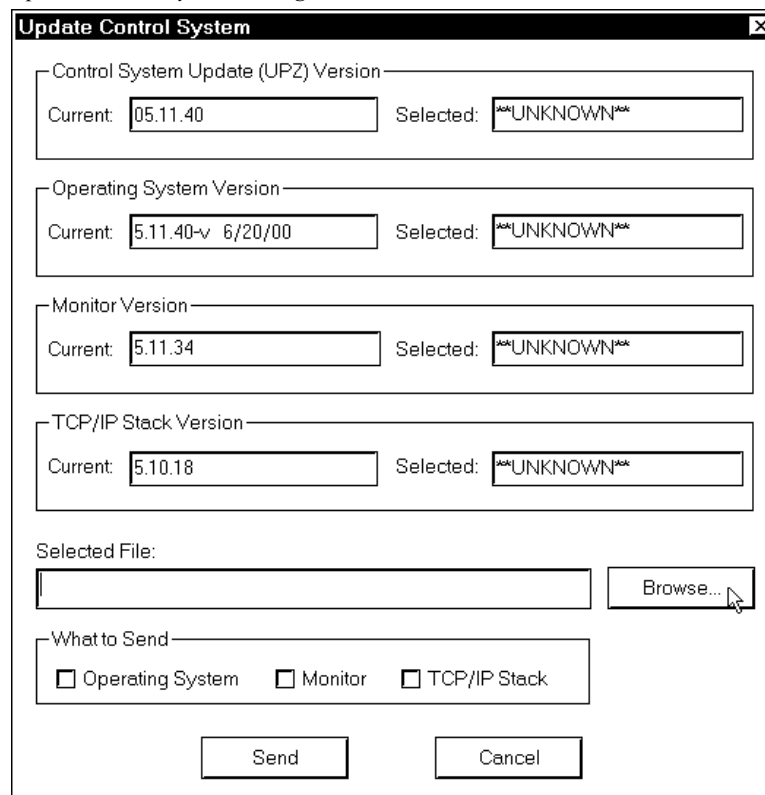 Update Control System
Control System Update (UPZ) Version
Current: 05.11.40 Selected: **UNKNOWN**
Operating System Version
Current: 5.11.40-v 6/20/00 Selected: **UNKNOWN**
Monitor Version
Current: 5.11.34 Selected: **UNKNOWN**
TCP/IP Stack Version
Current: 5.10.18 Selected: **UNKNOWN**
Selected File:
Browse...
What to Send
Operating System Monitor TCP/IP Stack
Send Cancel